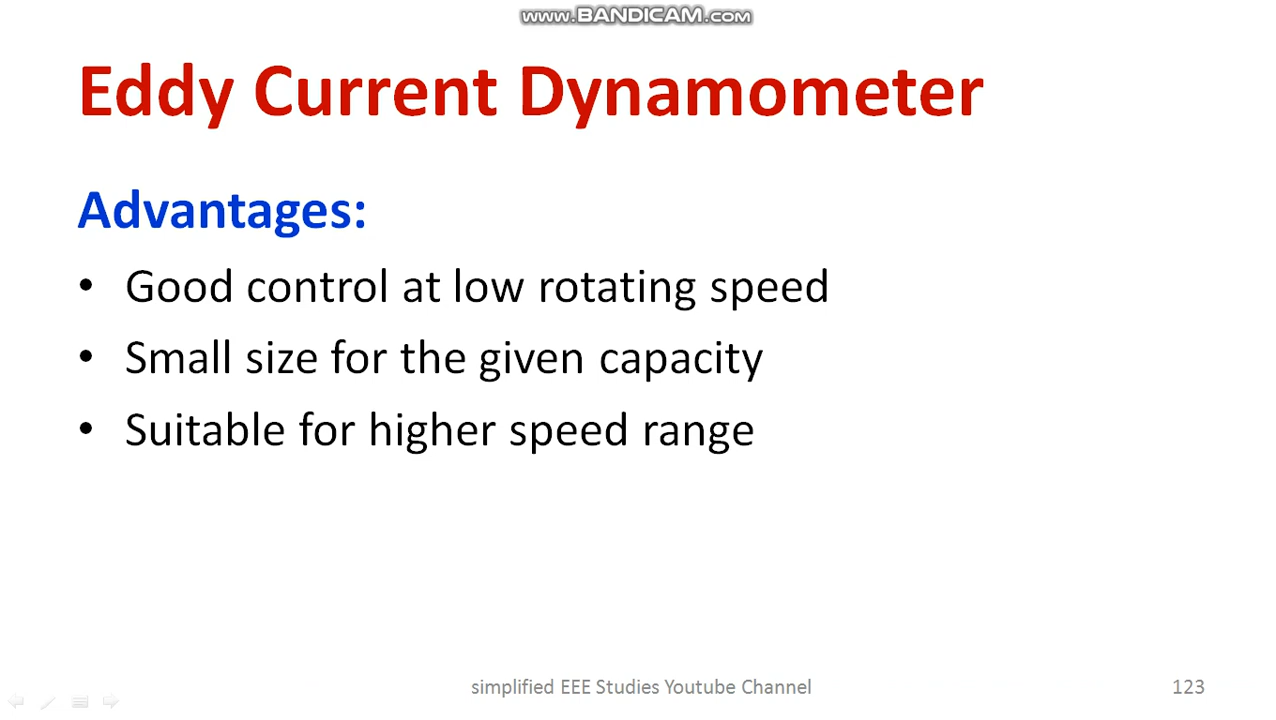 www.BANDICAM.com
Eddy Current Dynamometer
Advantages:
• Good control at low rotating speed
• Small size for the given capacity
• Suitable for higher speed range
simplified EEE Studies Youtube Channel
123